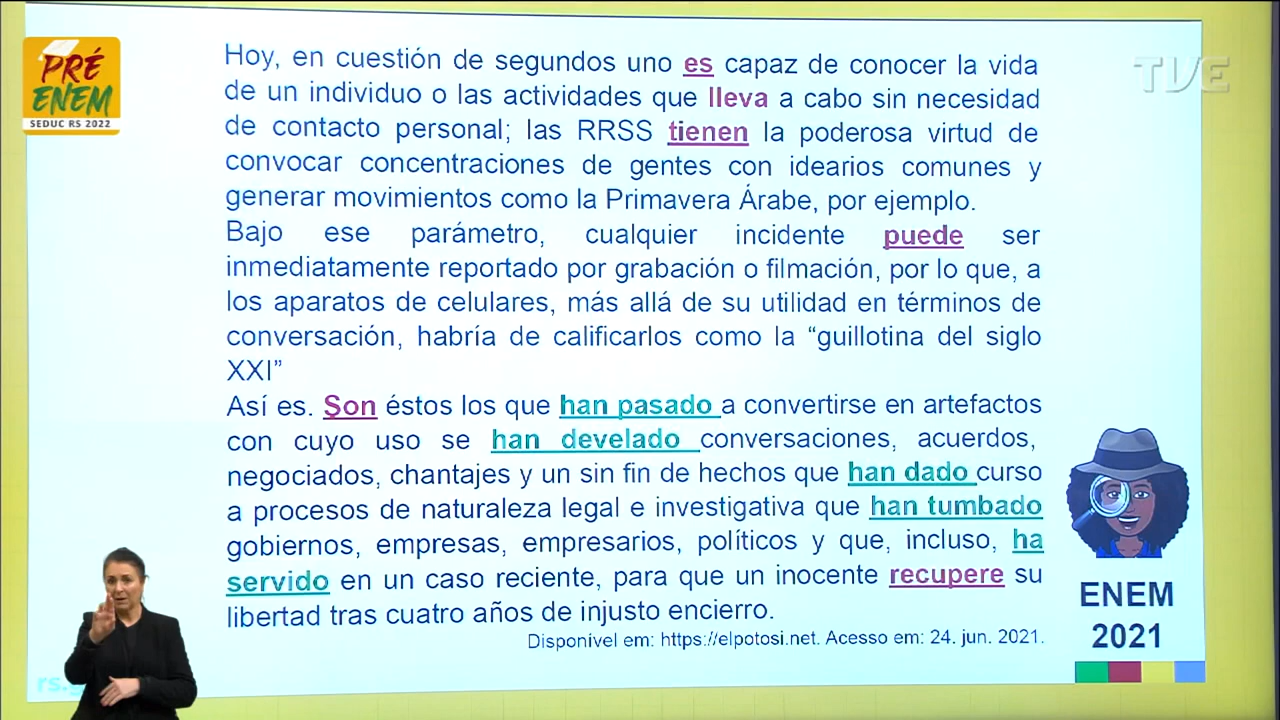 PRÉ
ENEM
SEDUC RS 2022
TVE
Hoy, en cuestión de segundos uno es capaz de conocer la vida
de un individuo o las actividades que lleva a cabo sin necesidad
de contacto personal; las RRSS tienen la poderosa virtud de
convocar concentraciones de gentes con idearios comunes y
generar movimientos como la Primavera Árabe, por ejemplo.
Bajo ese parámetro, cualquier incidente puede ser
inmediatamente reportado por grabación o filmación, por lo que, a
los aparatos de celulares, más allá de su utilidad en términos de
conversación, habría de calificarlos como la “guillotina del siglo
XXI”
Así es. Son éstos los que han pasado a convertirse en artefactos
con cuyo uso se han develado conversaciones, acuerdos,
negociados, chantajes y un sin fin de hechos que han dado curso
a procesos de naturaleza legal e investigativa que han tumbado
gobiernos, empresas, empresarios, políticos y que, incluso, ha
servido en un caso reciente, para que un inocente recupere su
libertad tras cuatro años de injusto encierro.
Disponível em: https://elpotosi.net. Acesso em: 24. jun. 2021.
ENEM
2021